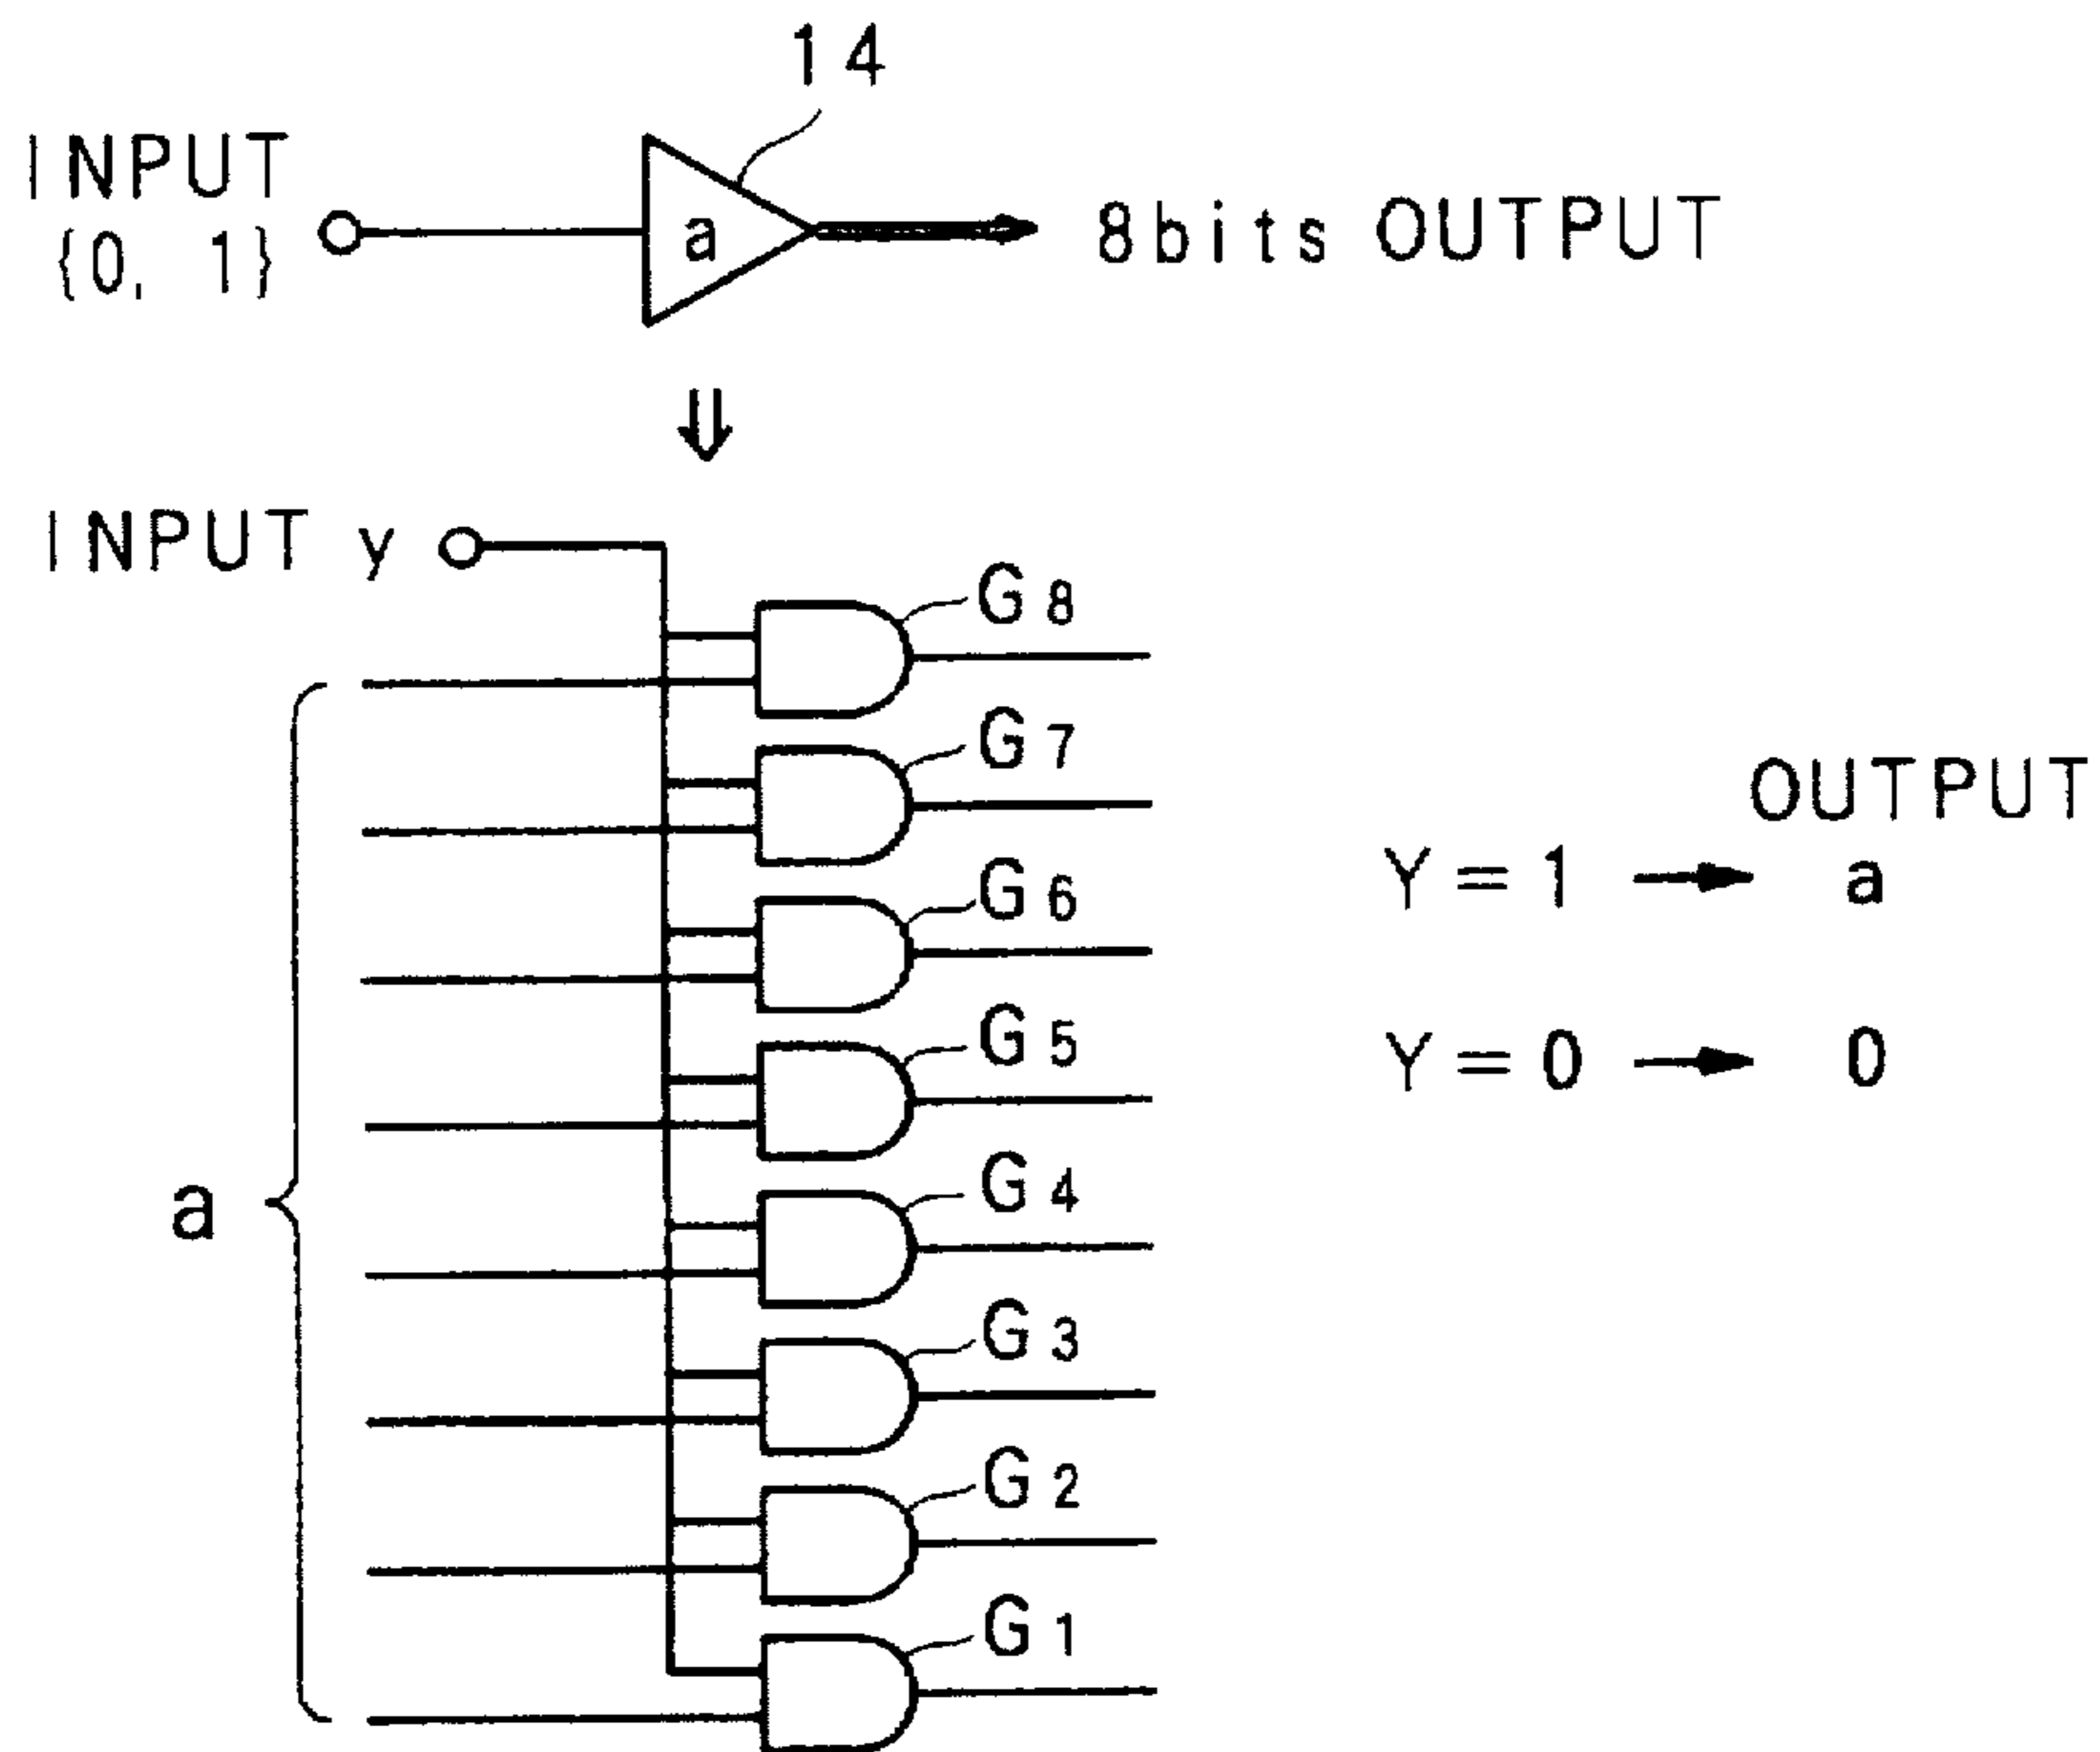 14
INPUT
{0, 1}
a
8bits OUTPUT
⇓
INPUT y
G8
G7
OUTPUT
Y = 1 → a
G6
G5
Y = 0 → 0
G4
a
G3
G2
G1